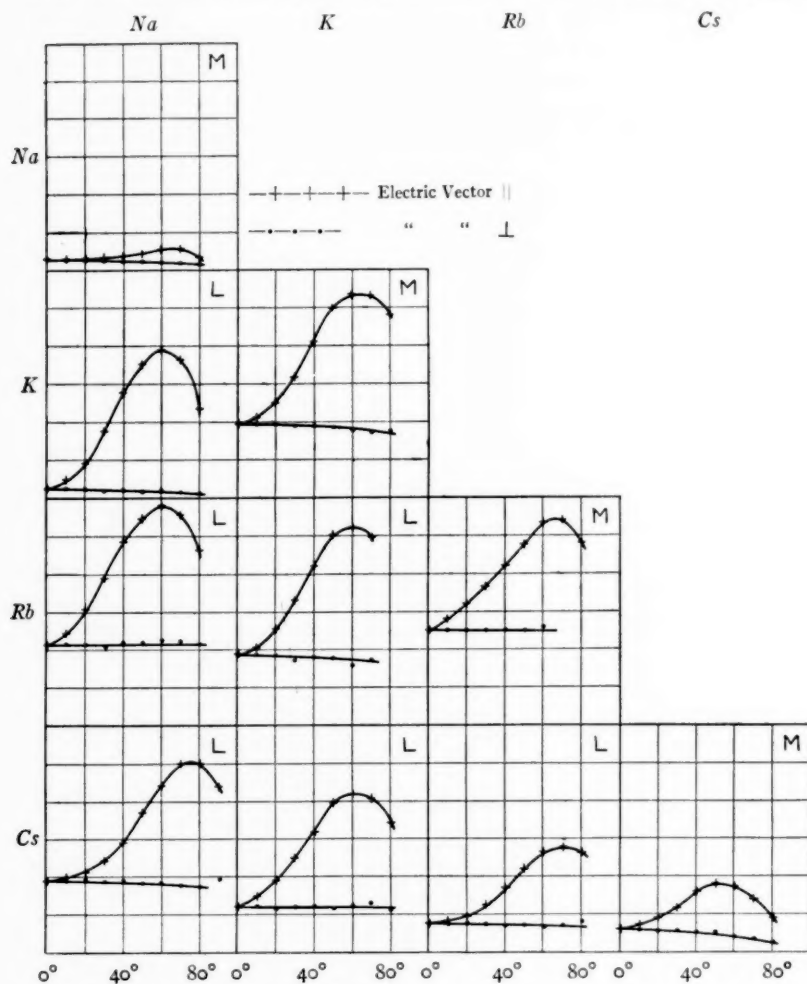 Na K Rb Cs
M
Na
—+—+—+— Electric Vector ||
—•—•—•— “ “ ⊥
L M
K
L L M
Rb
L L L M
Cs
0° 40° 80° 0° 40° 80° 0° 40° 80° 0° 40° 80°